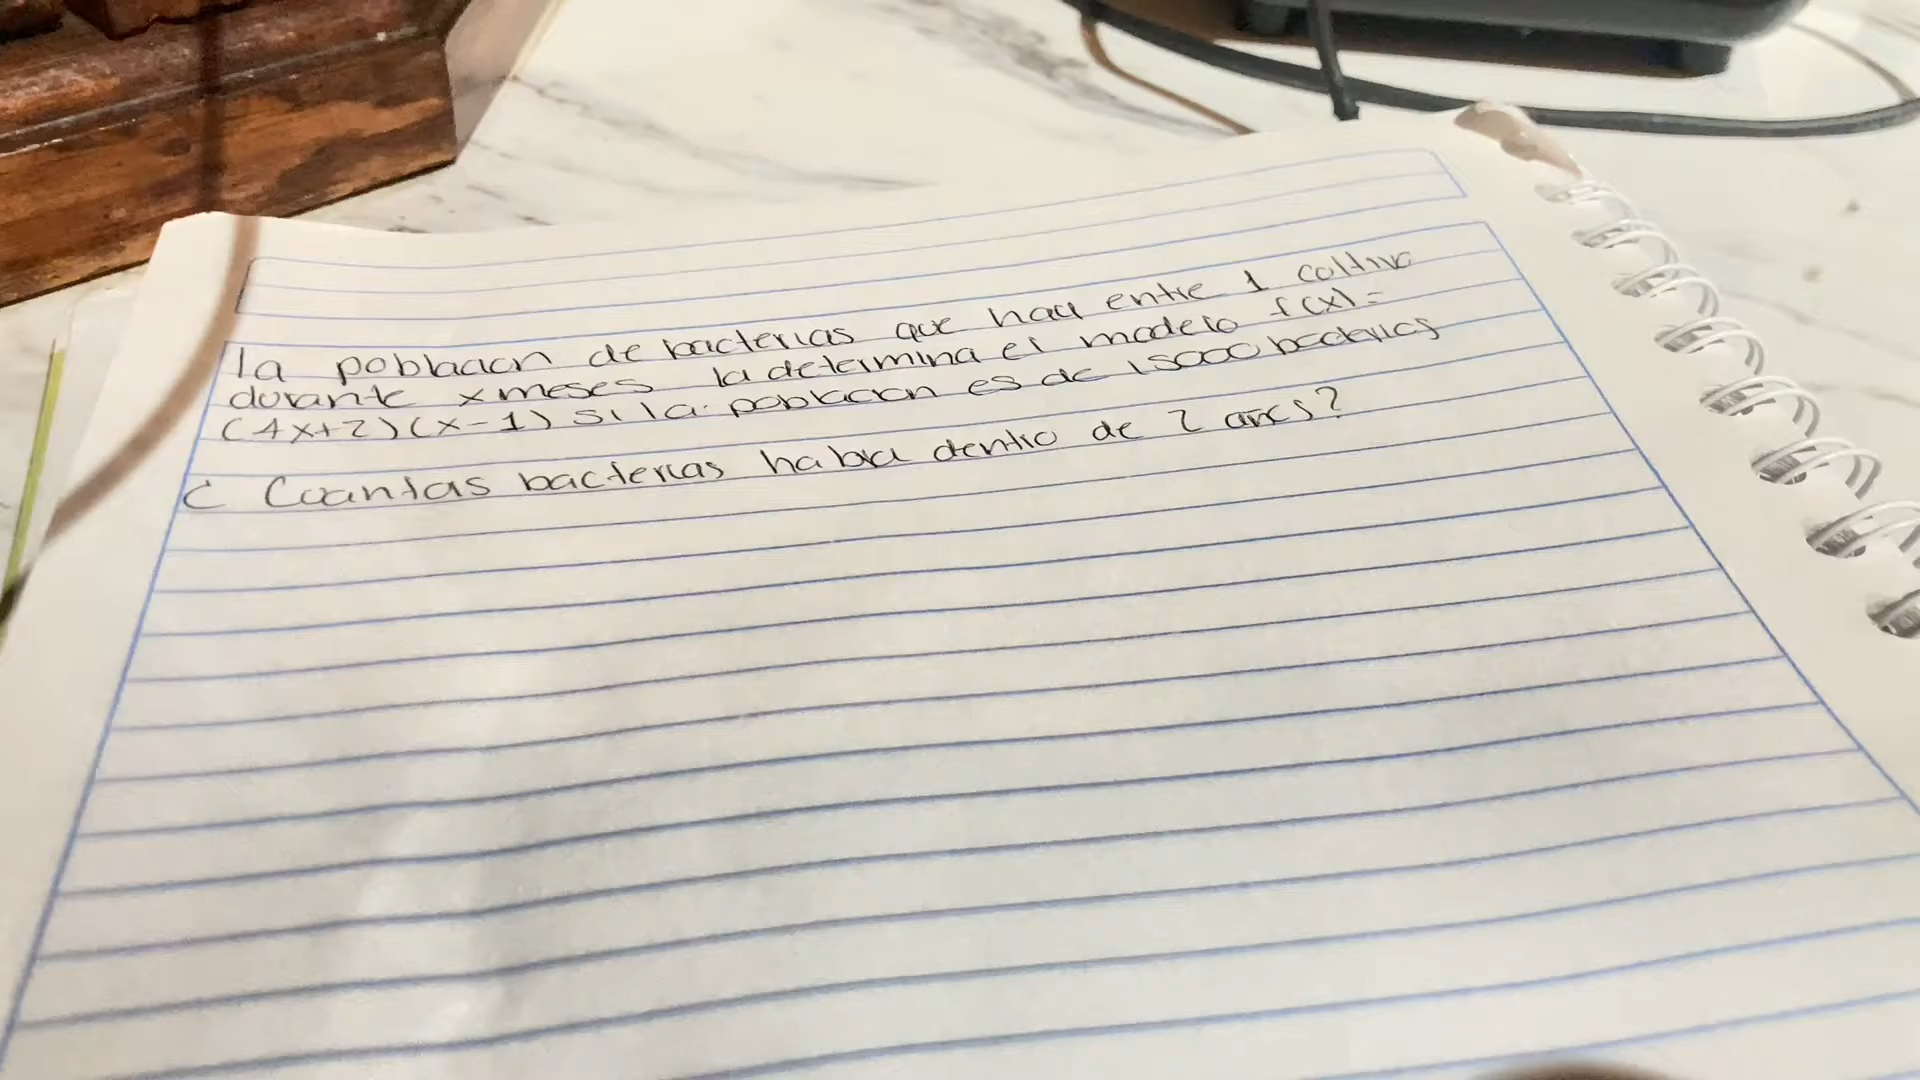 la poblacion de bacterias que hay entre 1 coltivo
durante x meses la determina el modelo f(x)=
(4x+2)(x-1) si la poblacion es de 15000 bacterias
¿ Cuantas bacterias habra dentro de 2 años?